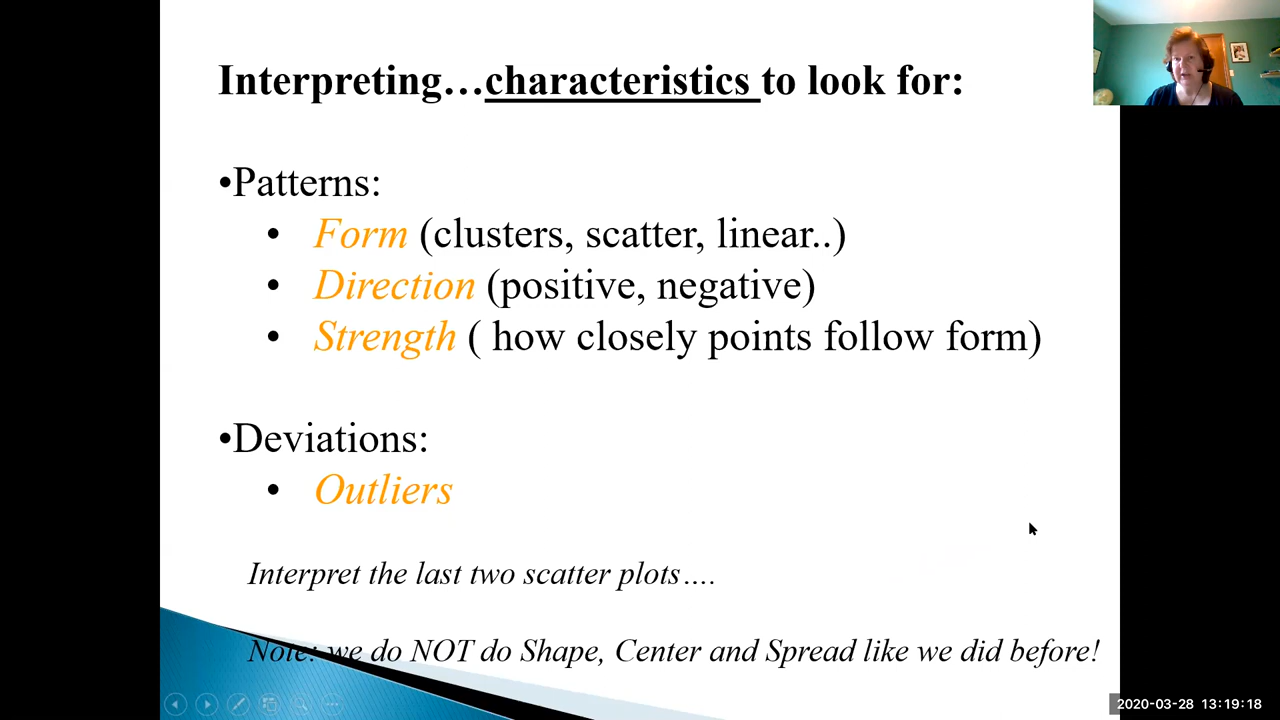 Interpreting…characteristics to look for:
•Patterns:
• Form (clusters, scatter, linear..)
• Direction (positive, negative)
• Strength ( how closely points follow form)
•Deviations:
• Outliers
Interpret the last two scatter plots….
Note: we do NOT do Shape, Center and Spread like we did before!
2020-03-28 13:19:18